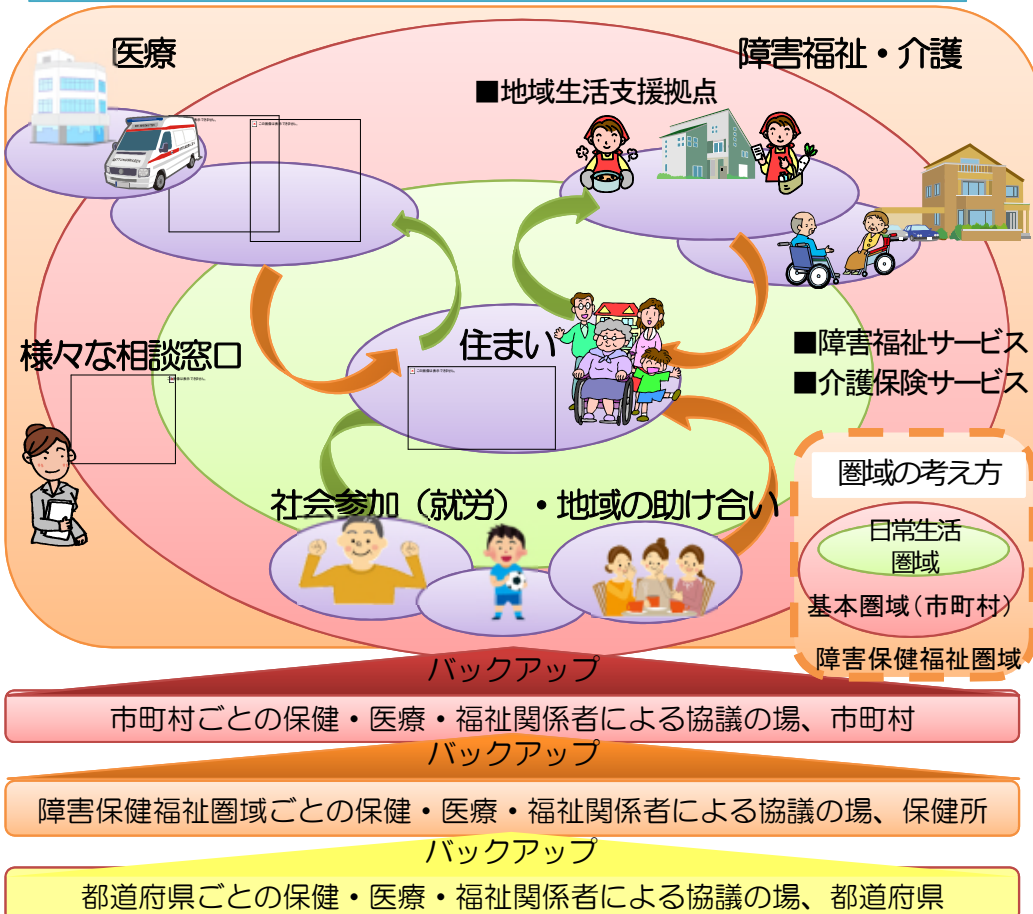 医療
障害福祉・介護
■地域生活支援拠点
住まい
様々な相談窓口
■障害福祉サービス
■介護保険サービス
社会参加（就労）・地域の助け合い
圏域の考え方
日常生活
圏域
基本圏域（市町村）
障害保健福祉圏域
バックアップ
市町村ごとの保健・医療・福祉関係者による協議の場、市町村
バックアップ
障害保健福祉圏域ごとの保健・医療・福祉関係者による協議の場、保健所
バックアップ
都道府県ごとの保健・医療・福祉関係者による協議の場、都道府県